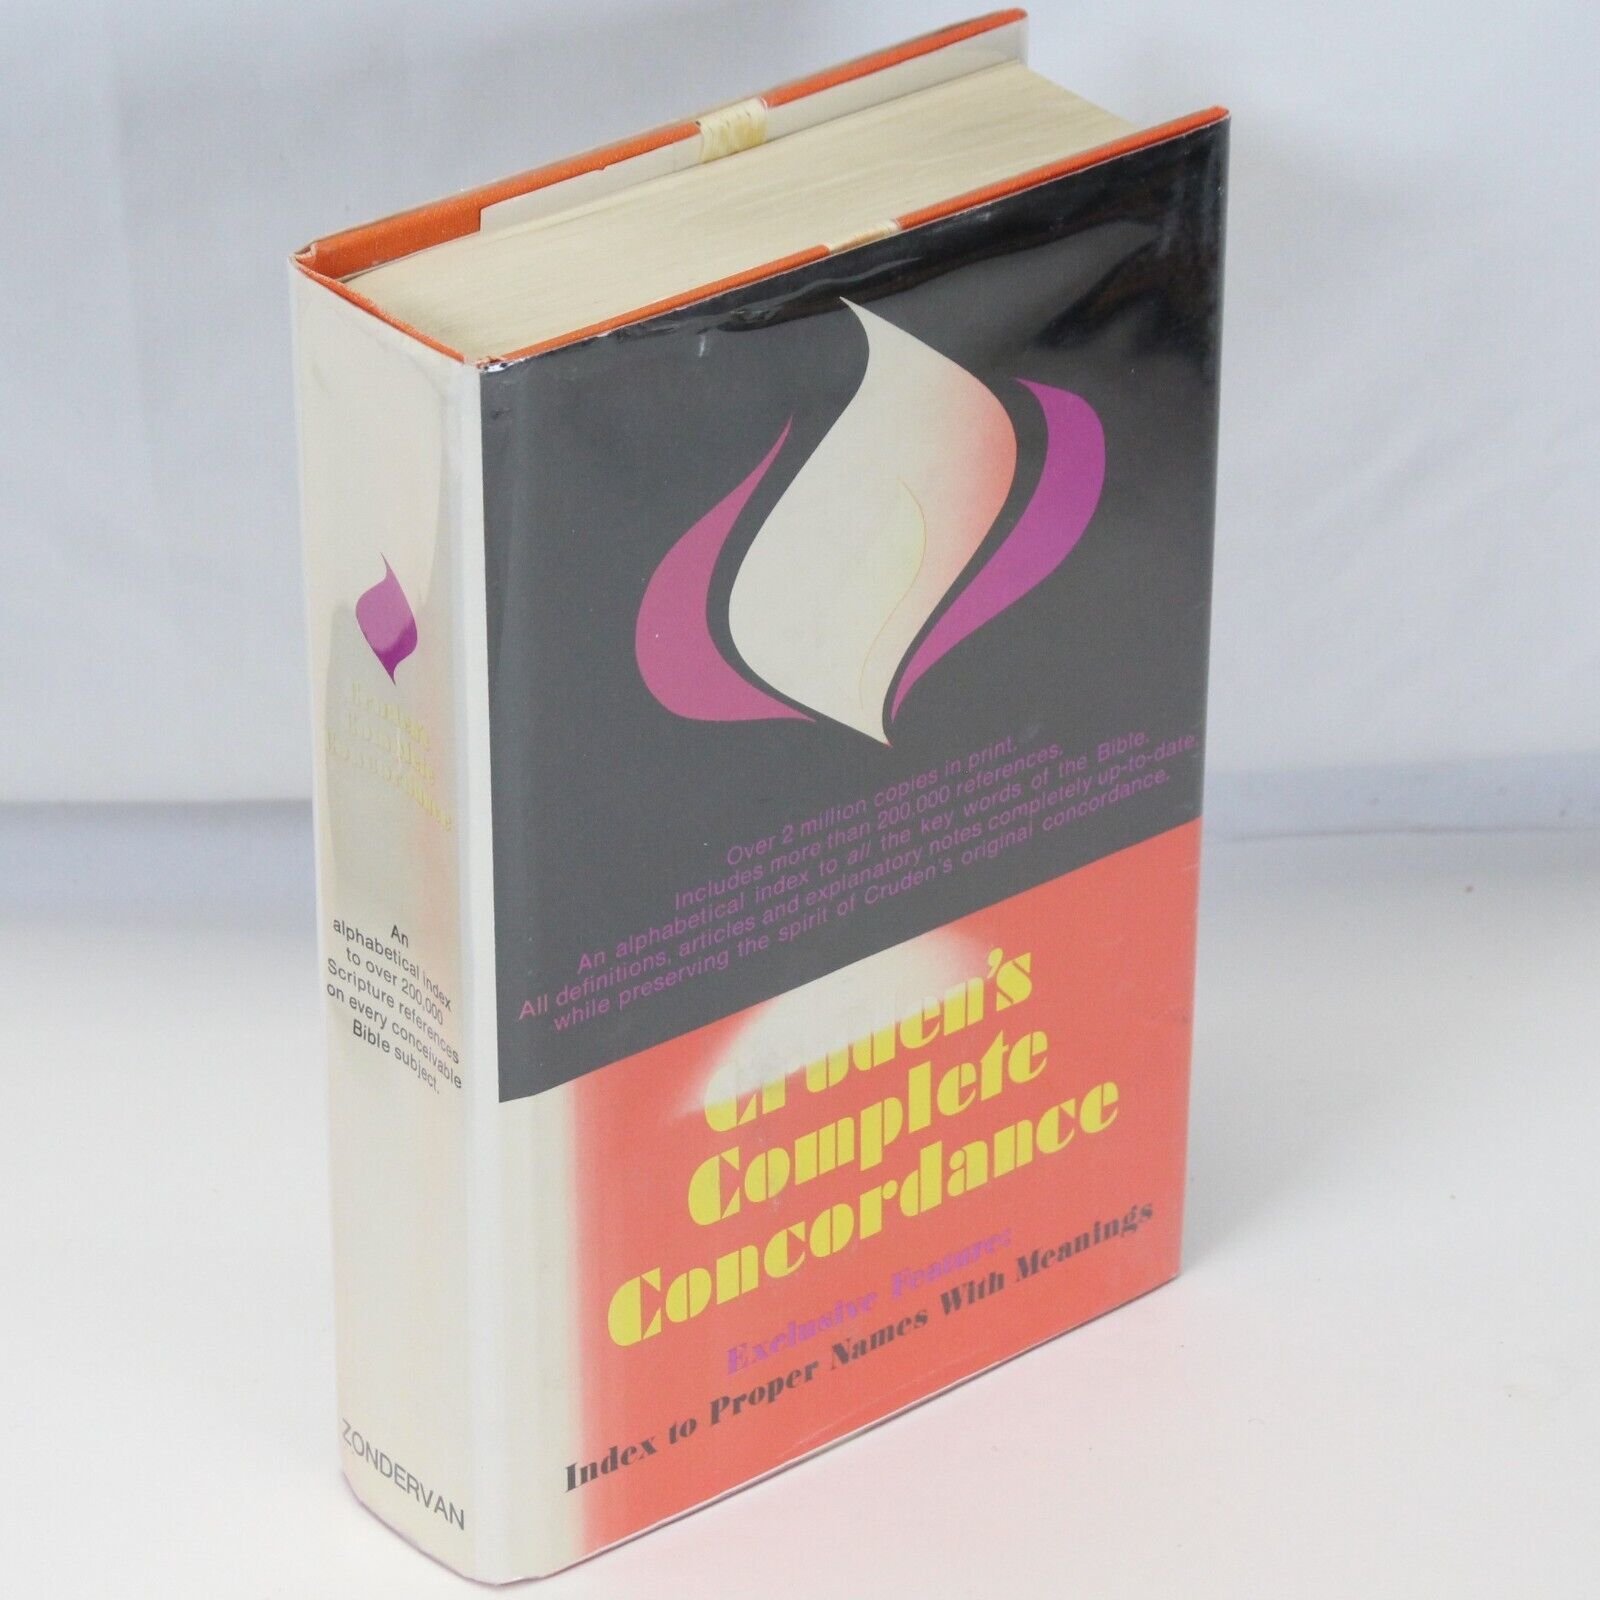 Cruden's
Complete
Concordance
An
alphabetical index
to over 200,000
Scripture references
on every conceivable
Bible subject.
ZONDERVAN
Over 2 million copies in print.
Includes more than 200,000 references.
An alphabetical index to all the key words of the Bible.
All definitions, articles and explanatory notes completely up-to-date,
while preserving the spirit of Cruden's original concordance.
Cruden's
Complete
Concordance
Exclusive Feature:
Index to Proper Names With Meanings